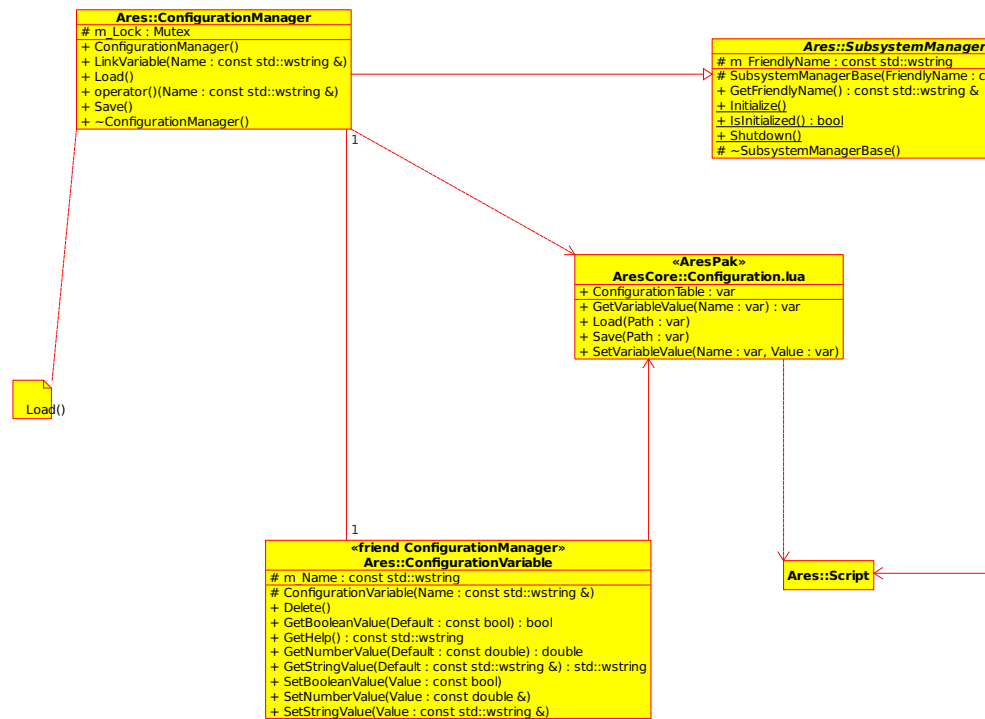 Ares::ConfigurationManager
# m_Lock : Mutex
+ ConfigurationManager()
+ LinkVariable(Name : const std::wstring &)
+ Load()
+ operator()(Name : const std::wstring &)
+ Save()
+ ~ConfigurationManager()
Ares::SubsystemManager
# m_FriendlyName : const std::wstring
# SubsystemManagerBase(FriendlyName : c
+ GetFriendlyName() : const std::wstring &
+ Initialize()
+ IsInitialized() : bool
+ Shutdown()
# ~SubsystemManagerBase()
1
«AresPak»
AresCore::Configuration.lua
+ ConfigurationTable : var
+ GetVariableValue(Name : var) : var
+ Load(Path : var)
+ Save(Path : var)
+ SetVariableValue(Name : var, Value : var)
Load()
1
«friend ConfigurationManager»
Ares::ConfigurationVariable
# m_Name : const std::wstring
# ConfigurationVariable(Name : const std::wstring &)
+ Delete()
+ GetBooleanValue(Default : const bool) : bool
+ GetHelp() : const std::wstring
+ GetNumberValue(Default : const double) : double
+ GetStringValue(Default : const std::wstring &) : std::wstring
+ SetBooleanValue(Value : const bool)
+ SetNumberValue(Value : const double &)
+ SetStringValue(Value : const std::wstring &)
Ares::Script